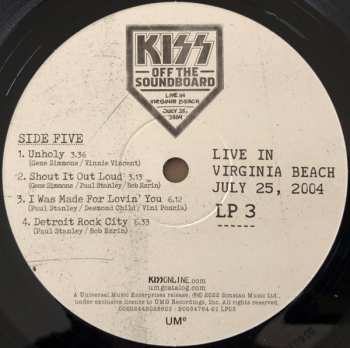 KISS
OFF THE
SOUNDBOARD
LIVE IN
VIRGINIA BEACH
JULY 25,
2004
SIDE FIVE
1. Unholy 3.36
(Gene Simmons / Vinnie Vincent)
2. Shout It Out Loud 3.13
(Gene Simmons / Paul Stanley / Bob Ezrin)
3. I Was Made For Lovin' You 6.12
(Paul Stanley / Desmond Child / Vini Poncia)
4. Detroit Rock City 6.33
(Paul Stanley / Bob Ezrin)
LIVE IN
VIRGINIA BEACH
JULY 25, 2004
LP 3
------
KISSONLINE.com
umgcatalog.com
A Universal Music Enterprises release; ℗© 2022 Simstan Music Ltd.,
under exclusive license to UMG Recordings, Inc. All rights reserved.
UMe